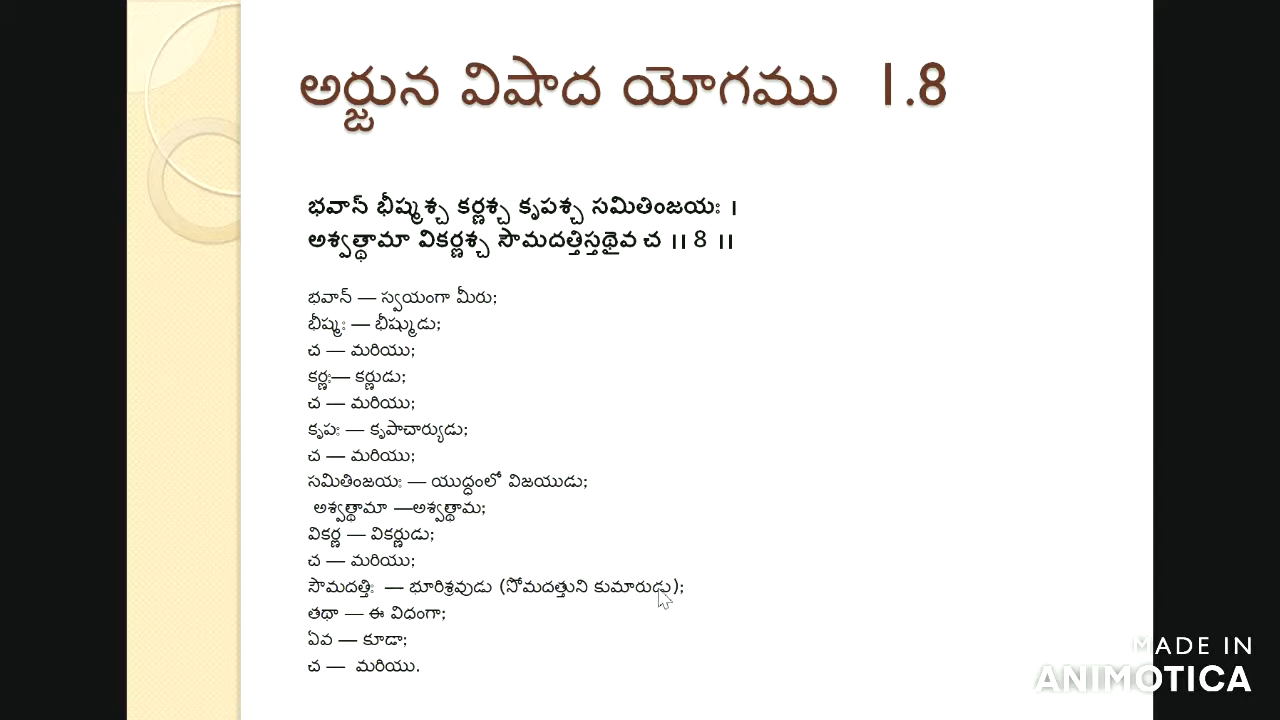 అర్జున విషాద యోగము 1.8
భవాన్ భీష్మశ్చ కర్ణశ్చ కృపశ్చ సమితింజయః ।
అశ్వత్థామా వికర్ణశ్చ సౌమదత్తిస్తథైవ చ ।। 8 ।।
భవాన్ — స్వయంగా మీరు;
భీష్మః — భీష్ముడు;
చ — మరియు;
కర్ణః— కర్ణుడు;
చ — మరియు;
కృపః — కృపాచార్యుడు;
చ — మరియు;
సమితింజయః — యుద్ధంలో విజయుడు;
అశ్వత్థామా —అశ్వత్థామ;
వికర్ణ — వికర్ణుడు;
చ — మరియు;
సౌమదత్తిః — భూరిశ్రవుడు (సోమదత్తుని కుమారుడు);
తథా — ఈ విధంగా;
ఏవ — కూడా;
చ — మరియు.
MADE IN
ANIMOTICA